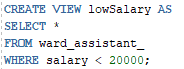 CREATE VIEW lowSalary AS
SELECT *
FROM ward_assistant_
WHERE salary < 20000;